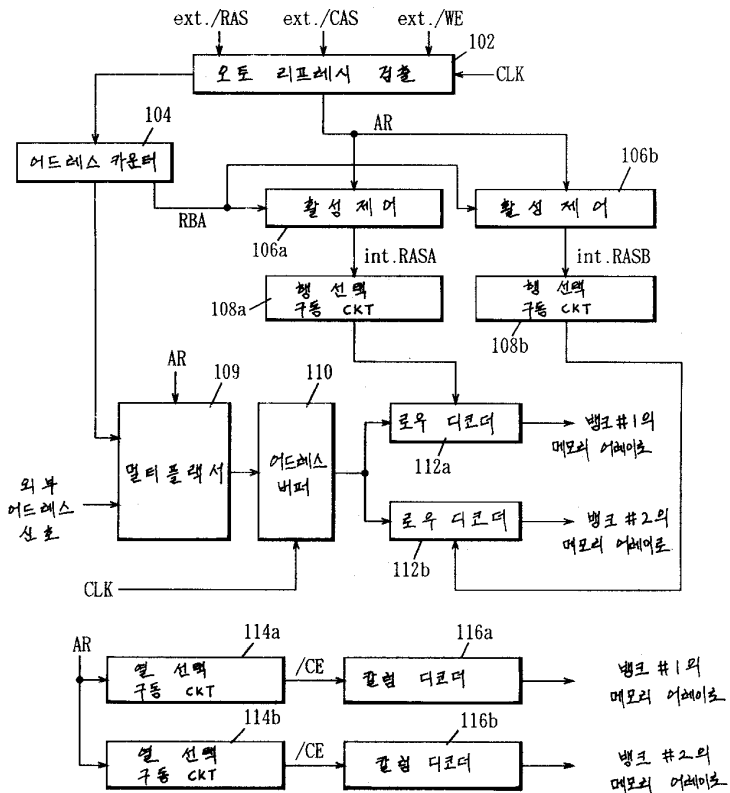 ext./RAS ext./CAS ext./WE
102
오토 리프레시 검출
CLK
AR
104
어드레스 카운터
RBA
106b
활성제어
활성제어
106a
int.RASA
int.RASB
행 선택
구동 CKT
행 선택
구동 CKT
108a
108b
AR
109
110
멀티플랙서
어드레스
버퍼
로우 디코더
112a
뱅크 #1의
메모리 어레이로
외부
어드레스
신호
로우 디코더
112b
뱅크 #2의
메모리 어레이로
CLK
AR
114a
열 선택
구동 CKT
/CE
116a
칼럼 디코더
뱅크 #1의
메모리 어레이로
114b
열 선택
구동 CKT
/CE
116b
칼럼 디코더
뱅크 #2의
메모리 어레이로